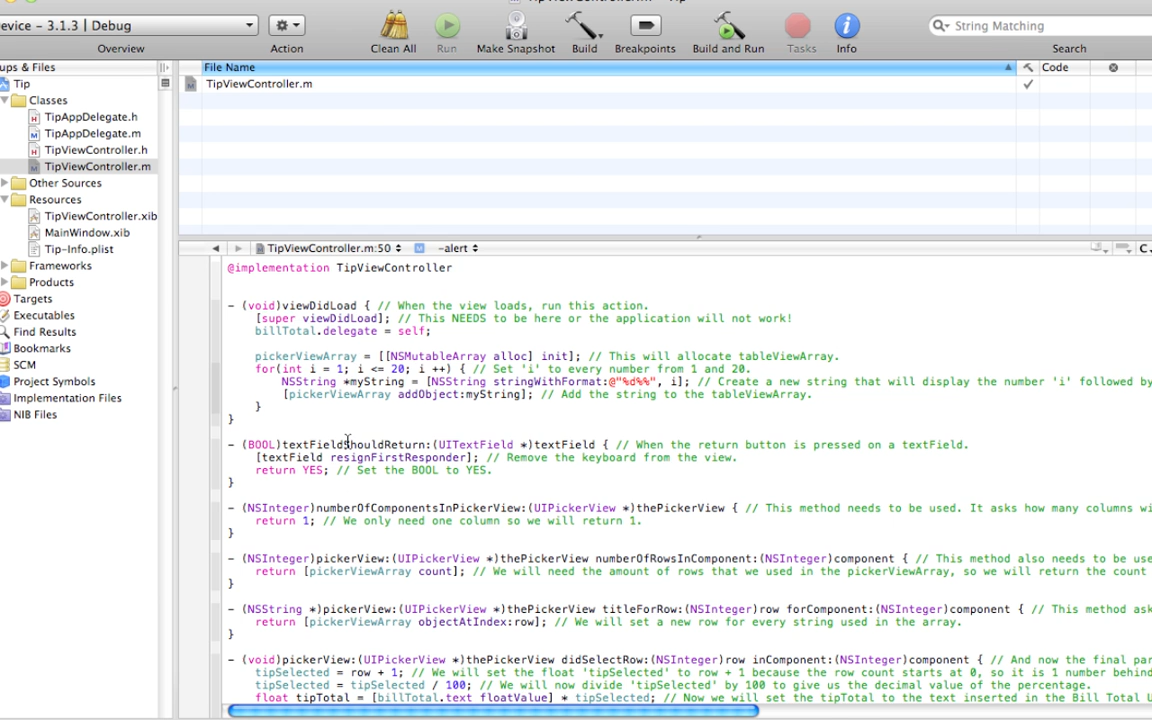 TipViewController.m - Tip
Device - 3.1.3 | Debug
String Matching
Overview
Action
Clean All
Run
Make Snapshot
Build
Breakpoints
Build and Run
Tasks
Info
Search
ups & Files
File Name
Code
Tip
TipViewController.m
Classes
TipAppDelegate.h
TipAppDelegate.m
TipViewController.h
TipViewController.m
Other Sources
Resources
TipViewController.xib
MainWindow.xib
Tip-Info.plist
Frameworks
Products
Targets
Executables
Find Results
Bookmarks
SCM
Project Symbols
Implementation Files
NIB Files
TipViewController.m:50
-alert
C
@implementation TipViewController
- (void)viewDidLoad { // When the view loads, run this action.
[super viewDidLoad]; // This NEEDS to be here or the application will not work!
billTotal.delegate = self;
pickerViewArray = [[NSMutableArray alloc] init]; // This will allocate tableViewArray.
for(int i = 1; i <= 20; i ++) { // Set 'i' to every number from 1 and 20.
NSString *myString = [NSString stringWithFormat:@"%d%%", i]; // Create a new string that will display the number 'i' followed by
[pickerViewArray addObject:myString]; // Add the string to the tableViewArray.
}
}
- (BOOL)textFieldShouldReturn:(UITextField *)textField { // When the return button is pressed on a textField.
[textField resignFirstResponder]; // Remove the keyboard from the view.
return YES; // Set the BOOL to YES.
}
- (NSInteger)numberOfComponentsInPickerView:(UIPickerView *)thePickerView { // This method needs to be used. It asks how many columns wi
return 1; // We only need one column so we will return 1.
}
- (NSInteger)pickerView:(UIPickerView *)thePickerView numberOfRowsInComponent:(NSInteger)component { // This method also needs to be use
return [pickerViewArray count]; // We will need the amount of rows that we used in the pickerViewArray, so we will return the count
}
- (NSString *)pickerView:(UIPickerView *)thePickerView titleForRow:(NSInteger)row forComponent:(NSInteger)component { // This method ask
return [pickerViewArray objectAtIndex:row]; // We will set a new row for every string used in the array.
}
- (void)pickerView:(UIPickerView *)thePickerView didSelectRow:(NSInteger)row inComponent:(NSInteger)component { // And now the final par
tipSelected = row + 1; // We will set the float 'tipSelected' to row + 1 because the row count starts at 0, so it is 1 number behind
tipSelected = tipSelected / 100; // We will now divide 'tipSelected' by 100 to give us the decimal value of the percentage.
float tipTotal = [billTotal.text floatValue] * tipSelected; // Now we will set the tipTotal to the text inserted in the Bill Total U